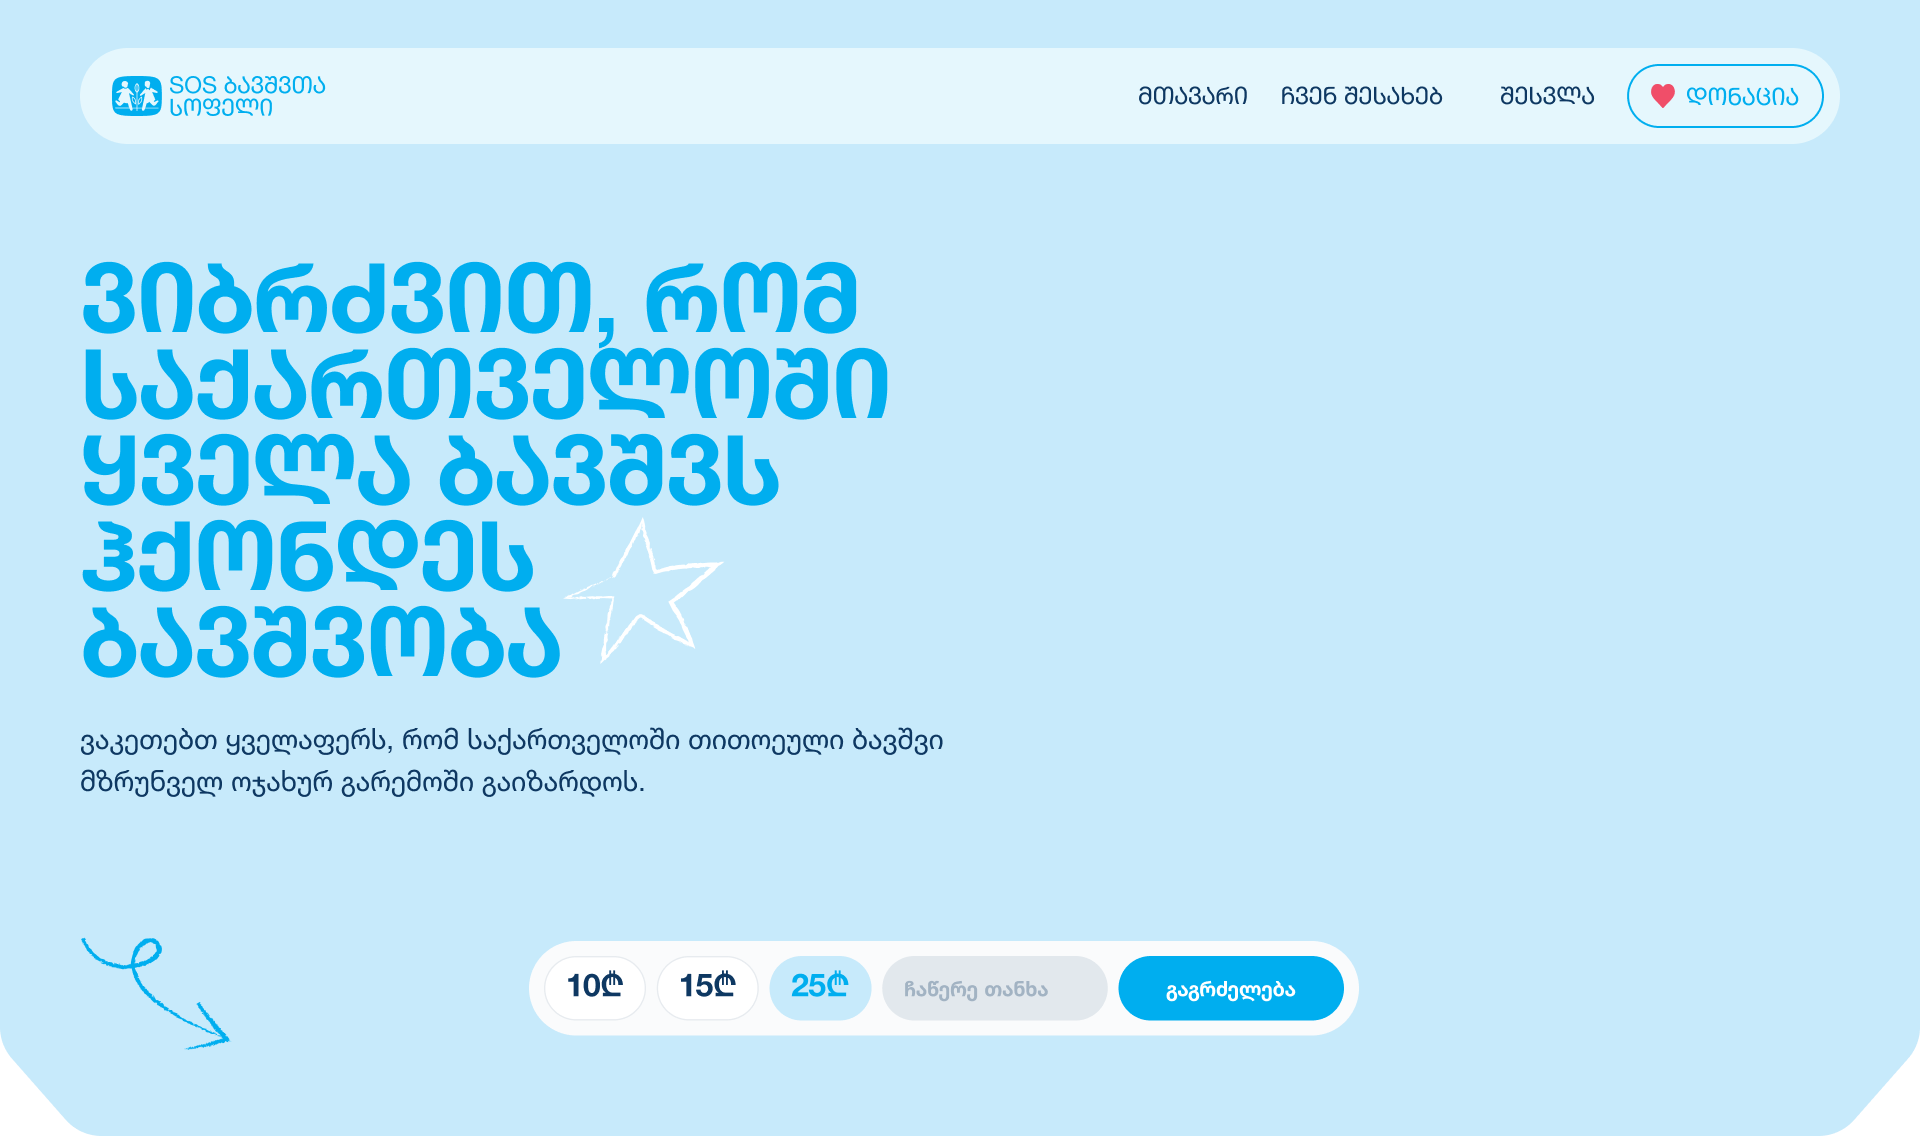 SOS ბავშვთა
სოფელი
მთავარი
ჩვენ შესახებ
შესვლა
დონაცია
ვიბრძვით, რომ
საქართველოში
ყველა ბავშვს
ჰქონდეს
ბავშვობა
ვაკეთებთ ყველაფერს, რომ საქართველოში თითოეული ბავშვი
მზრუნველ ოჯახურ გარემოში გაიზარდოს.
10₾
15₾
25₾
ჩაწერე თანხა
გაგრძელება